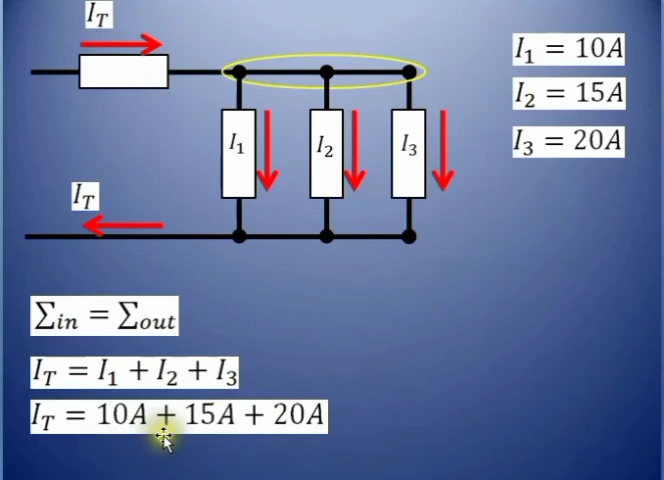 I_T
I_1 = 10A
I_2 = 15A
I_3 = 20A
I_1
I_2
I_3
I_T
∑in = ∑out
I_T = I_1 + I_2 + I_3
I_T = 10A + 15A + 20A